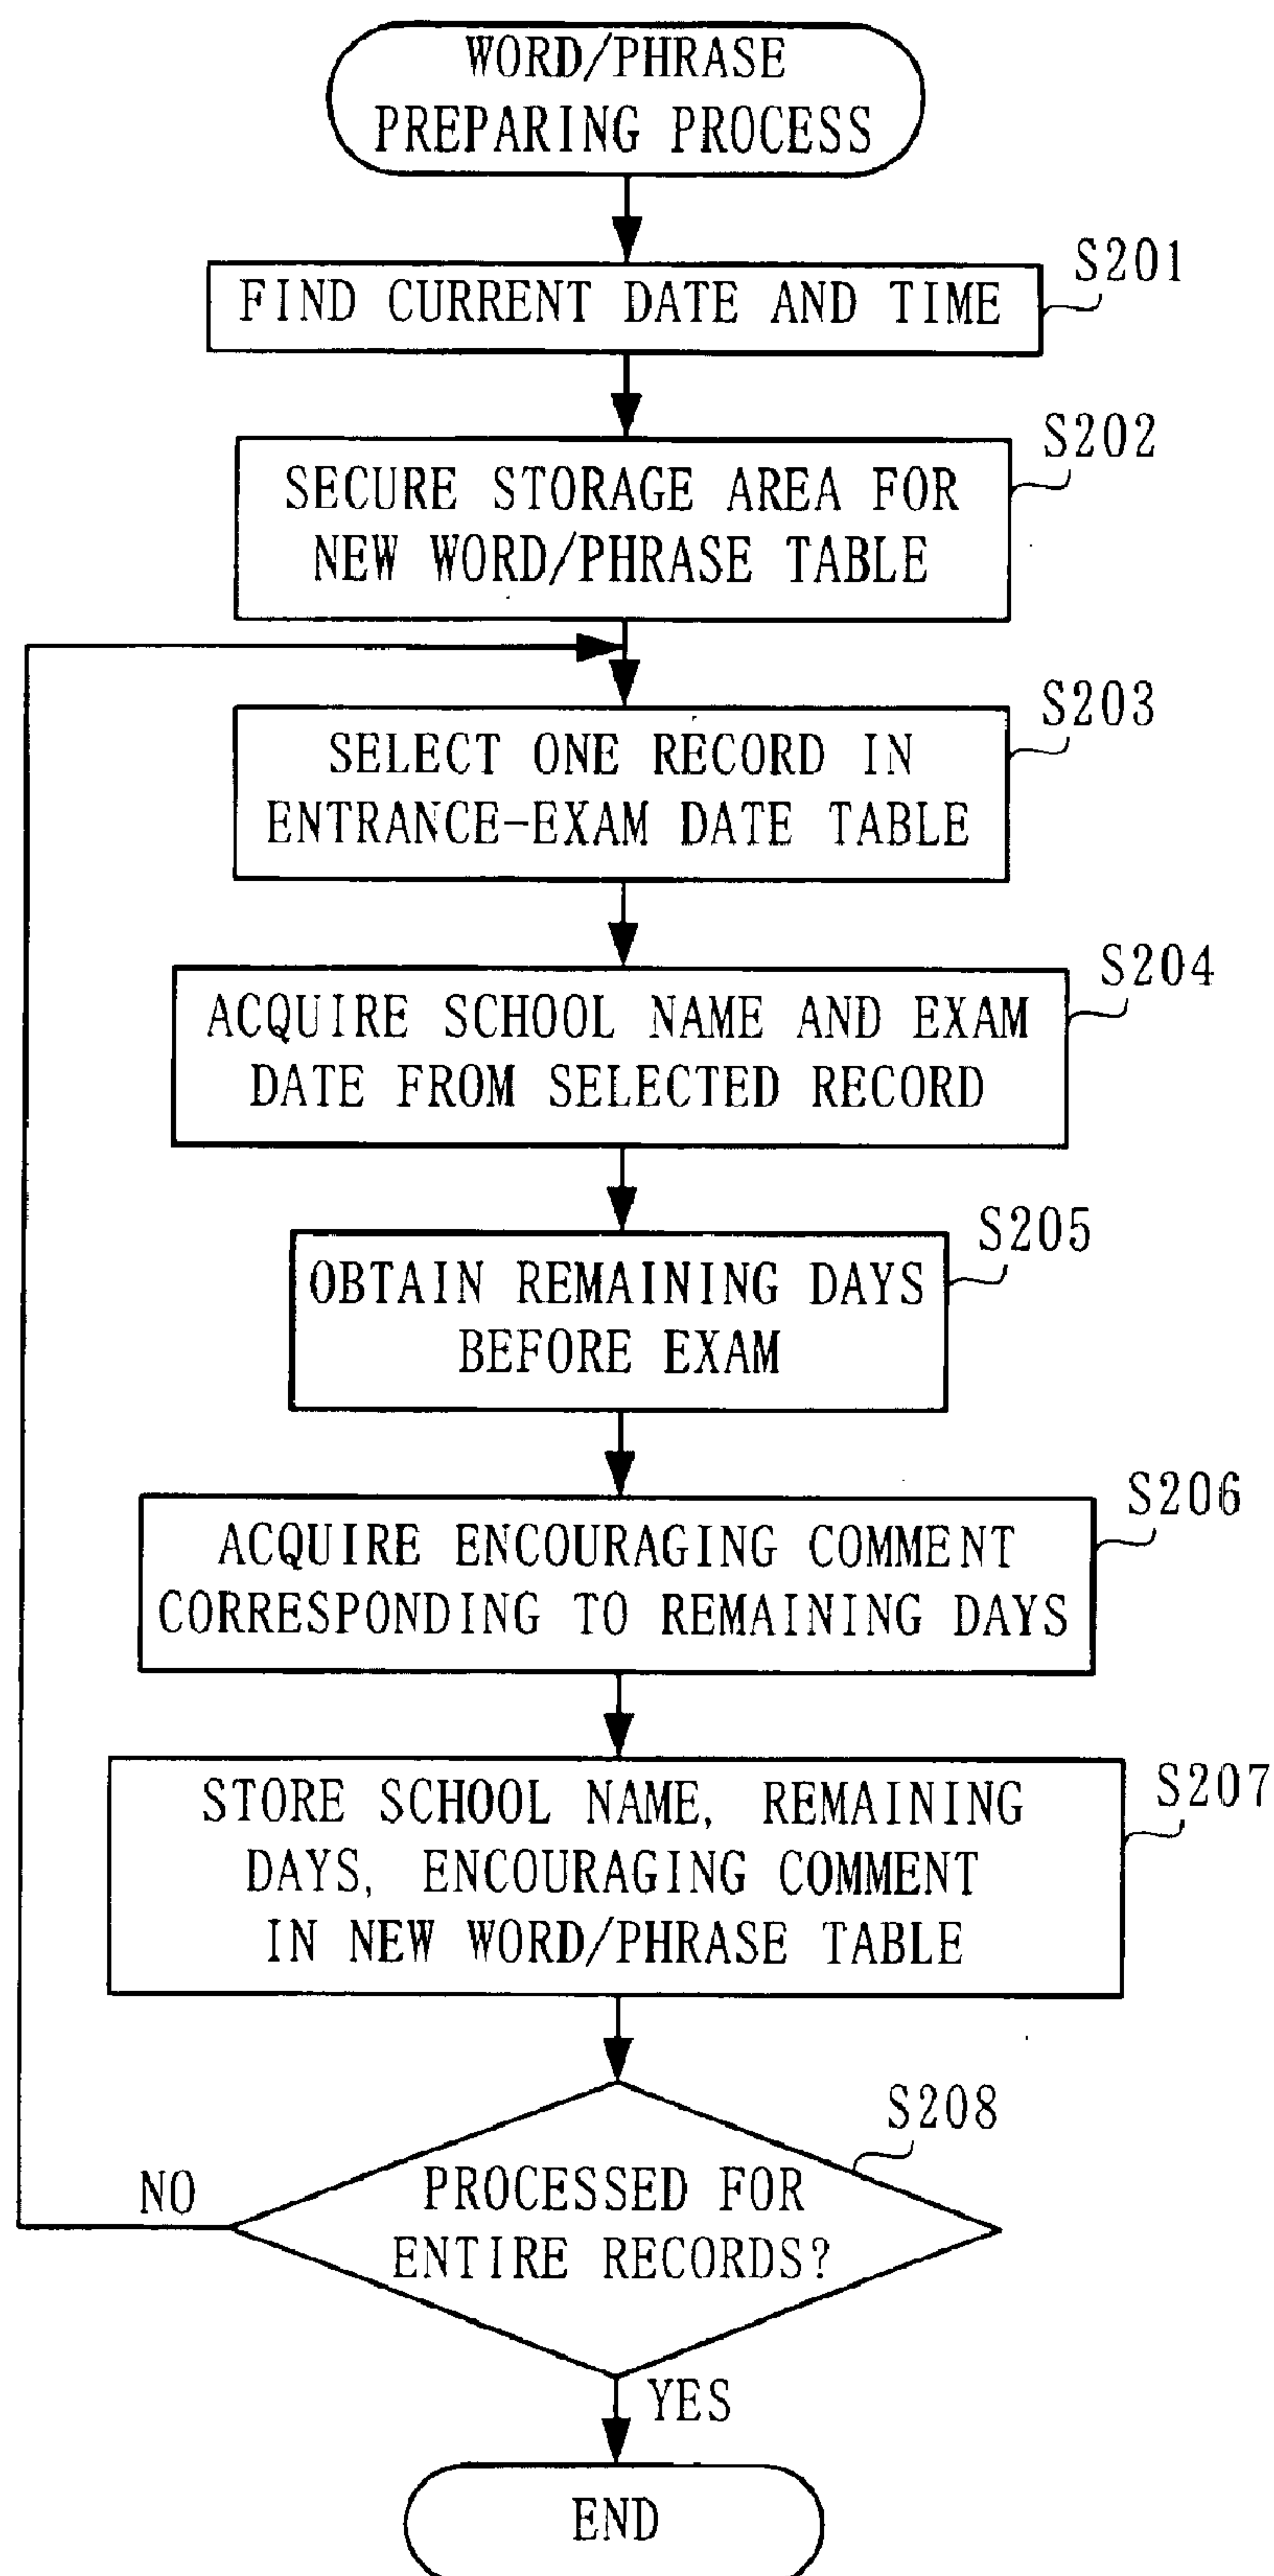 WORD/PHRASE
PREPARING PROCESS
S201
FIND CURRENT DATE AND TIME
S202
SECURE STORAGE AREA FOR
NEW WORD/PHRASE TABLE
S203
SELECT ONE RECORD IN
ENTRANCE-EXAM DATE TABLE
S204
ACQUIRE SCHOOL NAME AND EXAM
DATE FROM SELECTED RECORD
S205
OBTAIN REMAINING DAYS
BEFORE EXAM
S206
ACQUIRE ENCOURAGING COMMENT
CORRESPONDING TO REMAINING DAYS
S207
STORE SCHOOL NAME, REMAINING
DAYS, ENCOURAGING COMMENT
IN NEW WORD/PHRASE TABLE
S208
NO
PROCESSED FOR
ENTIRE RECORDS?
YES
END